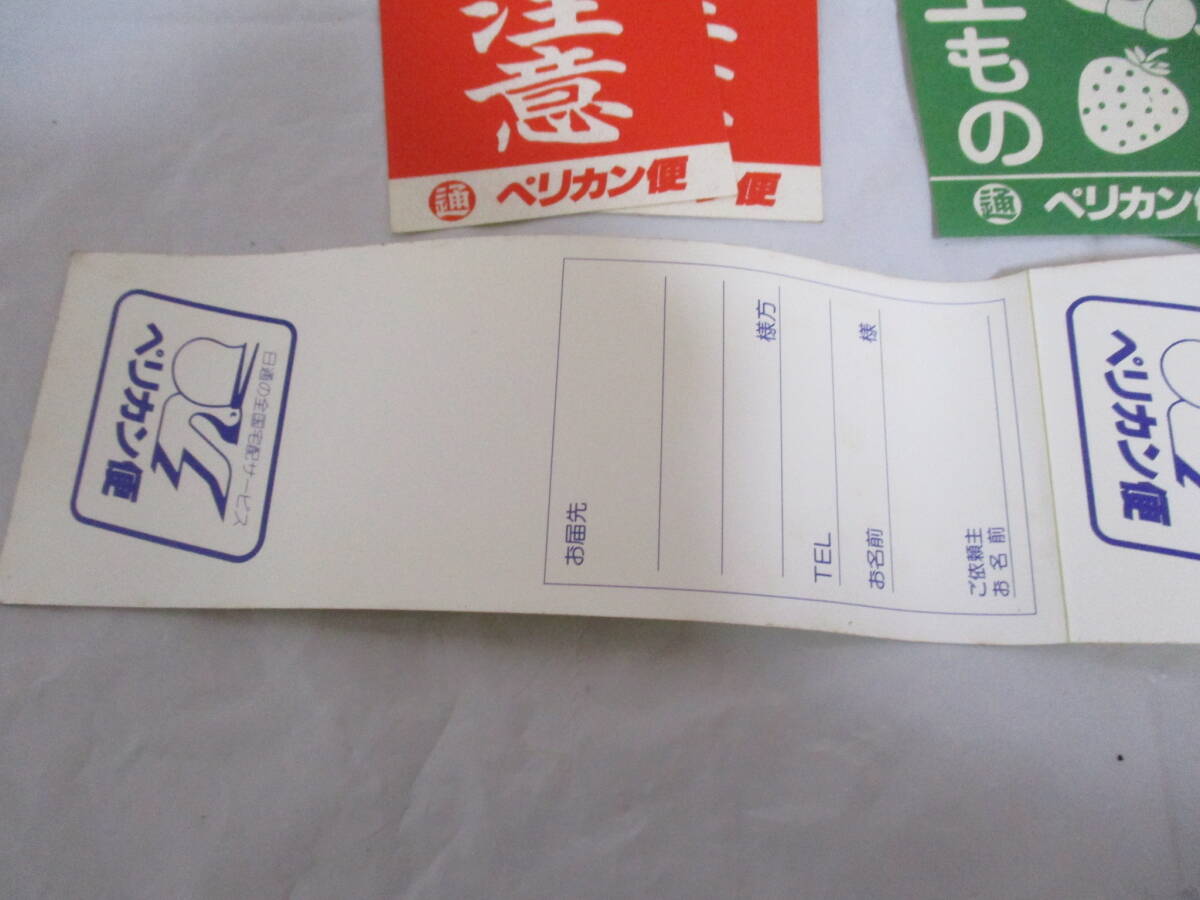 注意
通 ペリカン便
便
生もの
通 ペリカン便
日通の全国宅配サービス
ペリカン便
お届先
様方
TEL
お名前 様
ご依頼主
お名前
ペリカン便